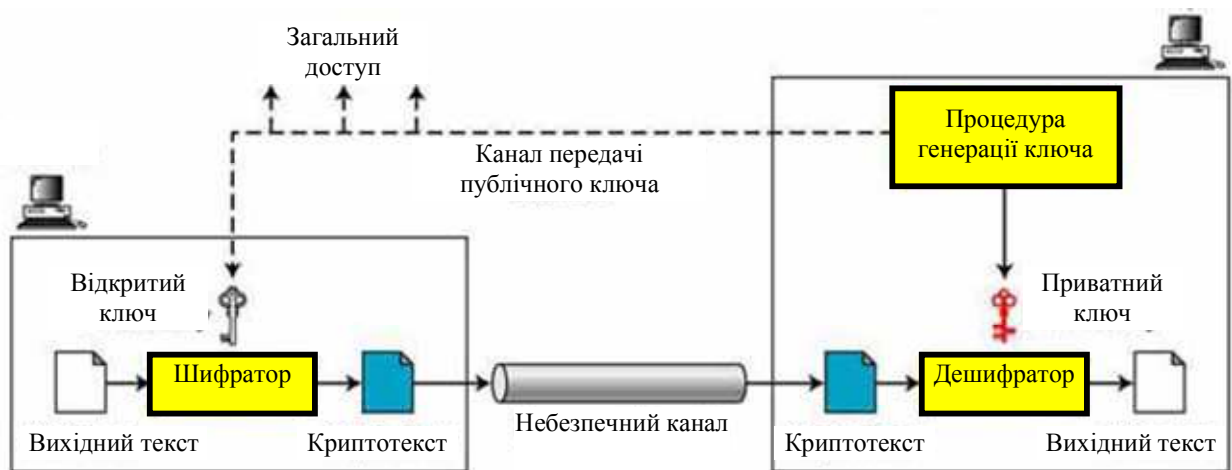 Загальний
доступ
Процедура
генерації ключа
Канал передачі
публічного ключа
Відкритий
ключ
Приватний
ключ
Шифратор
Дешифратор
Небезпечний канал
Вихідний текст
Криптотекст
Криптотекст
Вихідний текст